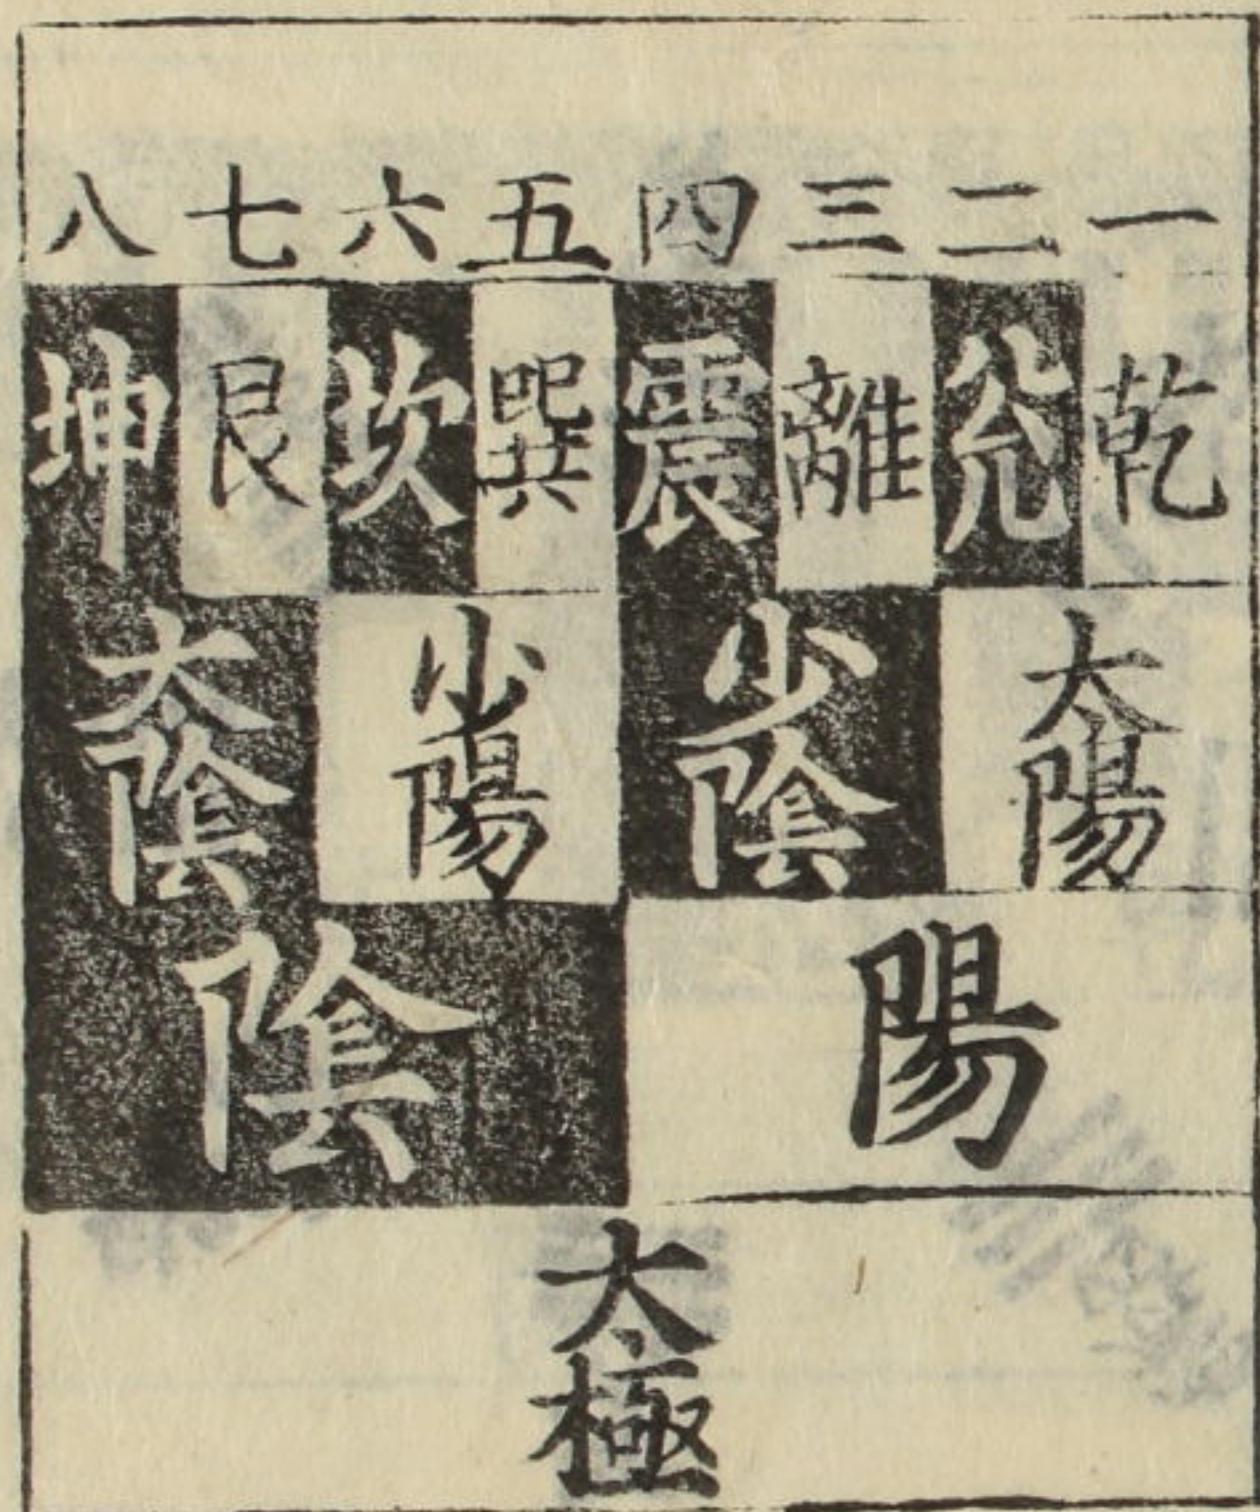 一 二 三 四 五 六 七 八
乾 兊 離 震 巽 坎 艮 坤
太陽 少陰 少陽 太陰
陽 陰
太極